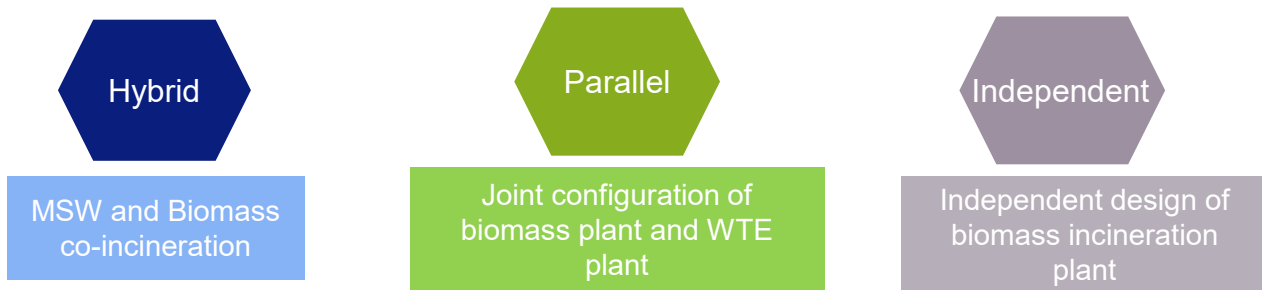 Hybrid
MSW and Biomass
co-incineration
Parallel
Joint configuration of
biomass plant and WTE
plant
Independent
Independent design of
biomass incineration
plant